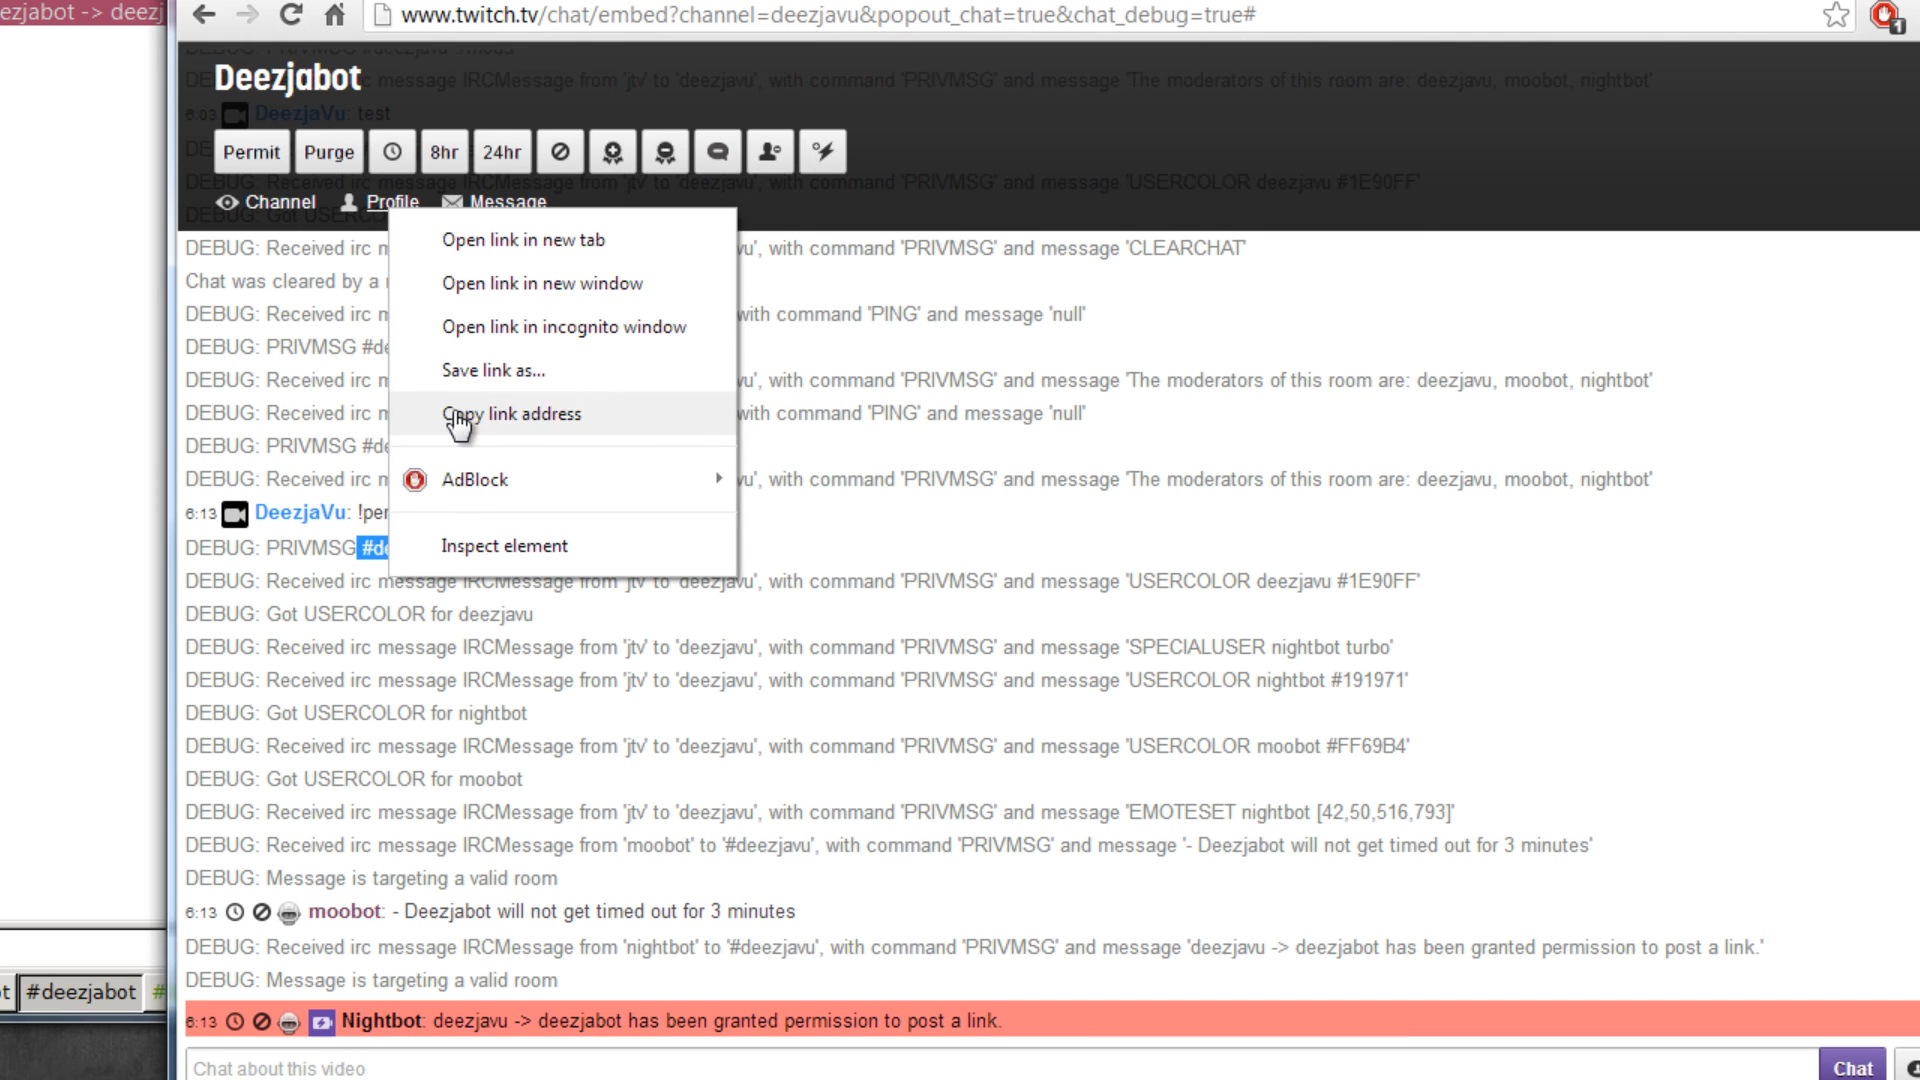 ezjabot -> deezj
www.twitch.tv/chat/embed?channel=deezjavu&popout_chat=true&chat_debug=true#
1
Deezjabot
irc message IRCMessage from 'jtv' to 'deezjavu', with command 'PRIVMSG' and message 'The moderators of this room are: deezjavu, moobot, nightbot'
6:03 DeezjaVu: test
Permit Purge 8hr 24hr
DEBUG: Received irc message IRCMessage from 'jtv' to 'deezjavu', with command 'PRIVMSG' and message 'USERCOLOR deezjavu #1E90FF'
Channel Profile Message
DEBUG: Got USERCO
Open link in new tab
Open link in new window
Open link in incognito window
Save link as...
Copy link address
AdBlock
Inspect element
DEBUG: Received irc m vu', with command 'PRIVMSG' and message 'CLEARCHAT'
Chat was cleared by a
DEBUG: Received irc m with command 'PING' and message 'null'
DEBUG: PRIVMSG #de
DEBUG: Received irc m vu', with command 'PRIVMSG' and message 'The moderators of this room are: deezjavu, moobot, nightbot'
DEBUG: Received irc m with command 'PING' and message 'null'
DEBUG: PRIVMSG #de
DEBUG: Received irc m vu', with command 'PRIVMSG' and message 'The moderators of this room are: deezjavu, moobot, nightbot'
6:13 DeezjaVu: !per
DEBUG: PRIVMSG #de
DEBUG: Received irc message IRCMessage from 'jtv' to 'deezjavu', with command 'PRIVMSG' and message 'USERCOLOR deezjavu #1E90FF'
DEBUG: Got USERCOLOR for deezjavu
DEBUG: Received irc message IRCMessage from 'jtv' to 'deezjavu', with command 'PRIVMSG' and message 'SPECIALUSER nightbot turbo'
DEBUG: Received irc message IRCMessage from 'jtv' to 'deezjavu', with command 'PRIVMSG' and message 'USERCOLOR nightbot #191971'
DEBUG: Got USERCOLOR for nightbot
DEBUG: Received irc message IRCMessage from 'jtv' to 'deezjavu', with command 'PRIVMSG' and message 'USERCOLOR moobot #FF69B4'
DEBUG: Got USERCOLOR for moobot
DEBUG: Received irc message IRCMessage from 'jtv' to 'deezjavu', with command 'PRIVMSG' and message 'EMOTESET nightbot [42,50,516,793]'
DEBUG: Received irc message IRCMessage from 'moobot' to '#deezjavu', with command 'PRIVMSG' and message '- Deezjabot will not get timed out for 3 minutes'
DEBUG: Message is targeting a valid room
6:13 moobot: - Deezjabot will not get timed out for 3 minutes
DEBUG: Received irc message IRCMessage from 'nightbot' to '#deezjavu', with command 'PRIVMSG' and message 'deezjavu -> deezjabot has been granted permission to post a link.'
DEBUG: Message is targeting a valid room
6:13 Nightbot: deezjavu -> deezjabot has been granted permission to post a link.
ot #deezjabot #
Chat about this video
Chat